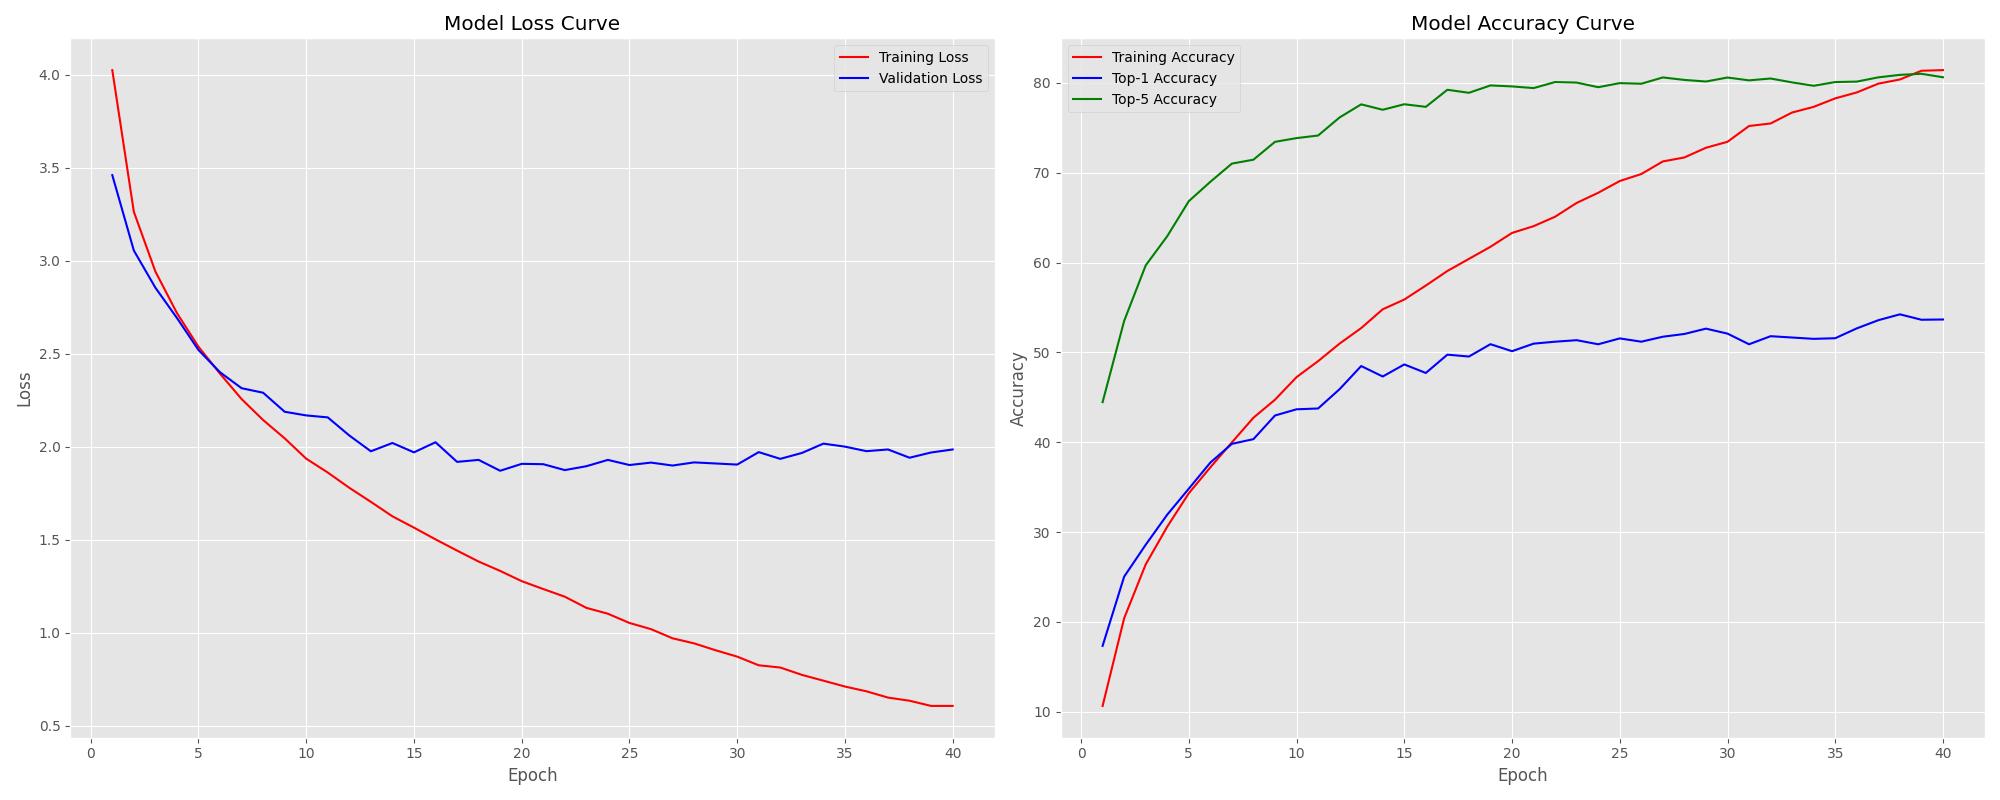 Model Loss Curve
Training Loss
Validation Loss
4.0
3.5
3.0
2.5
2.0
1.5
1.0
0.5
Loss
0 5 10 15 20 25 30 35 40
Epoch
Model Accuracy Curve
Training Accuracy
Top-1 Accuracy
Top-5 Accuracy
80
70
60
50
40
30
20
10
Accuracy
0 5 10 15 20 25 30 35 40
Epoch